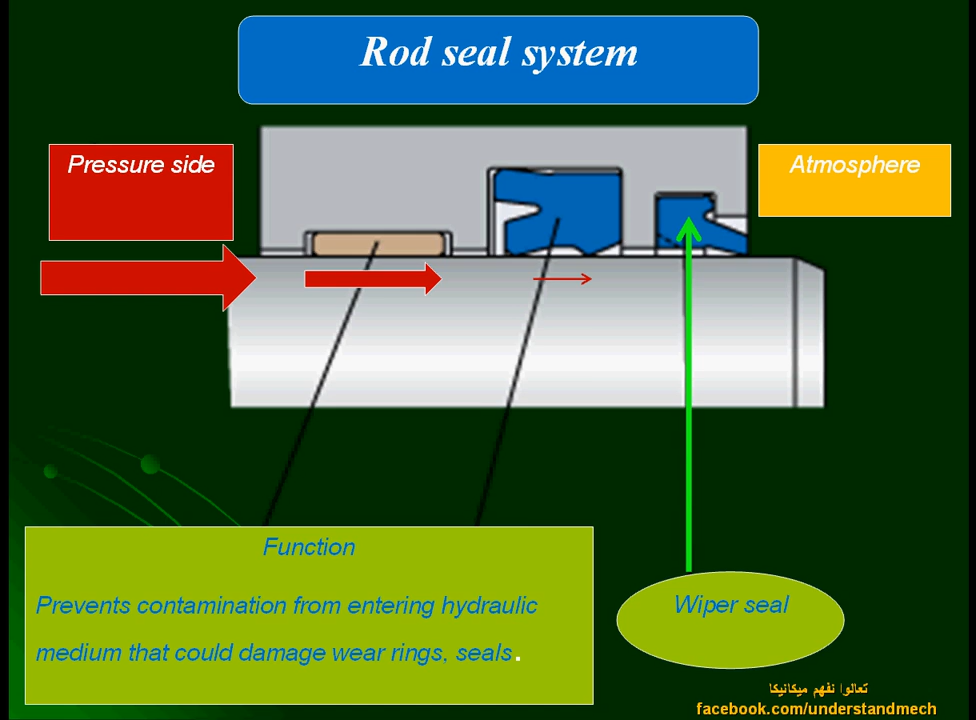 Rod seal system
Pressure side
Atmosphere
Function
Prevents contamination from entering hydraulic
medium that could damage wear rings, seals.
Wiper seal
تعالوا نفهم ميكانيكا
facebook.com/understandmech